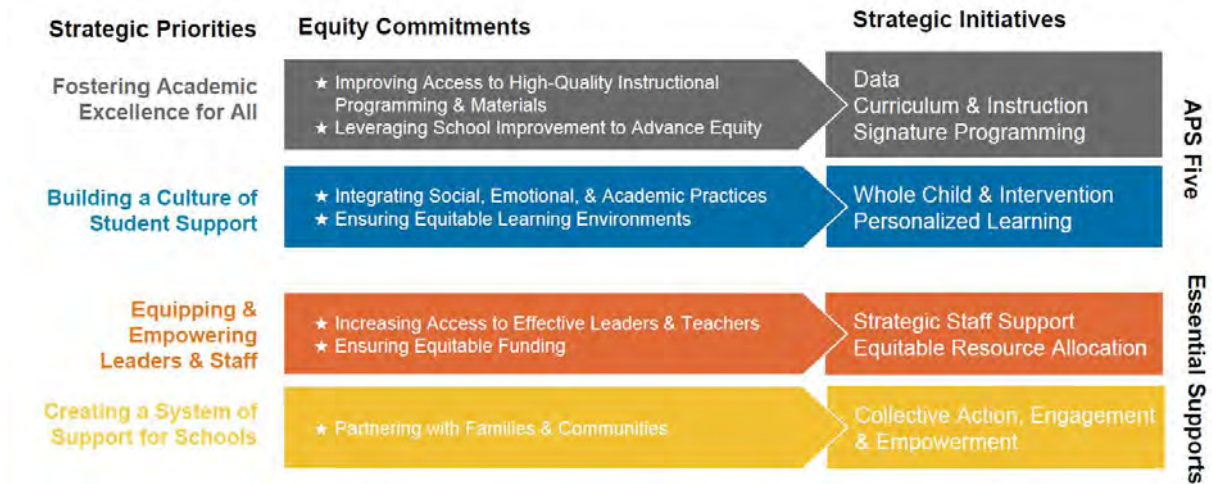 Strategic Priorities
Equity Commitments
Strategic Initiatives
Fostering Academic
Excellence for All
★ Improving Access to High-Quality Instructional
Programming & Materials
★ Leveraging School Improvement to Advance Equity
Data
Curriculum & Instruction
Signature Programming
Building a Culture of
Student Support
★ Integrating Social, Emotional, & Academic Practices
★ Ensuring Equitable Learning Environments
Whole Child & Intervention
Personalized Learning
APS Five
Equipping &
Empowering
Leaders & Staff
★ Increasing Access to Effective Leaders & Teachers
★ Ensuring Equitable Funding
Strategic Staff Support
Equitable Resource Allocation
Creating a System of
Support for Schools
★ Partnering with Families & Communities
Collective Action, Engagement
& Empowerment
Essential Supports